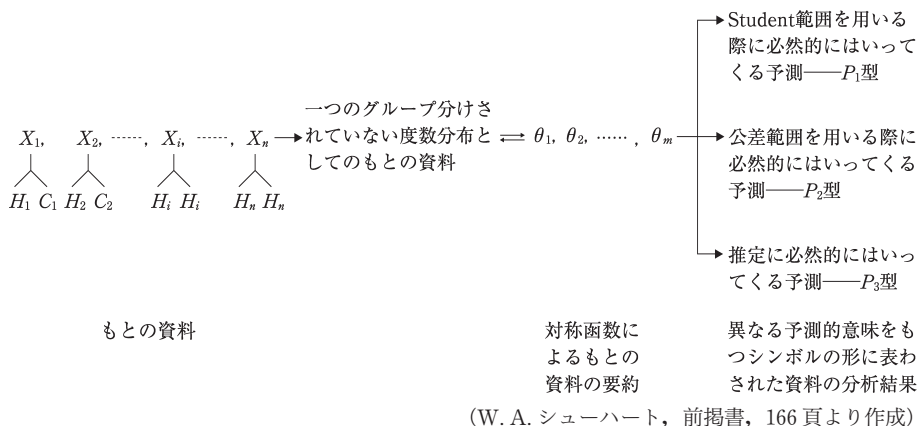 X1, X2, ‥‥‥, Xi, ‥‥‥, Xn
H1 C1 H2 C2 Hi Hi Hn Hn
一つのグループ分けさ
れていない度数分布と
してのもとの資料
θ1, θ2, ……, θm
Student範囲を用いる
際に必然的にはいって
くる予測——P1型
公差範囲を用いる際に
必然的にはいってくる
予測——P2型
推定に必然的にはいっ
てくる予測——P3型
もとの資料
対称函数に
よるもとの
資料の要約
異なる予測的意味をも
つシンボルの形に表わ
された資料の分析結果
(W. A. シューハート，前掲書，166頁より作成)